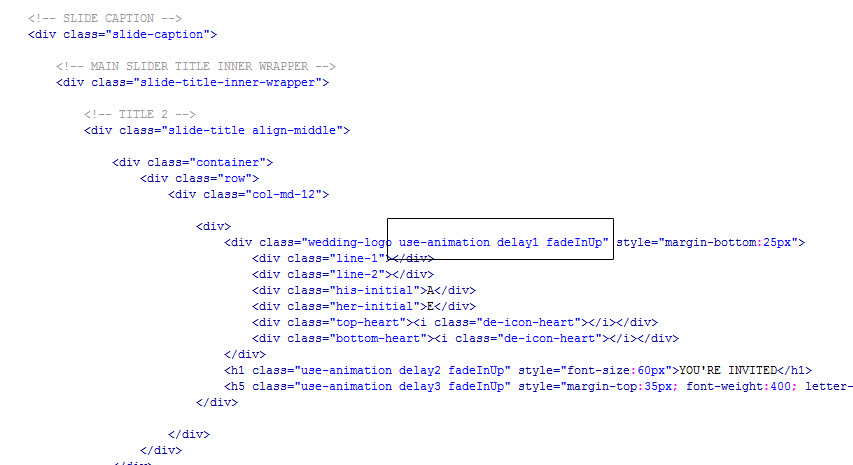 <!-- SLIDE CAPTION -->
<div class="slide-caption">
<!-- MAIN SLIDER TITLE INNER WRAPPER -->
<div class="slide-title-inner-wrapper">
<!-- TITLE 2 -->
<div class="slide-title align-middle">
<div class="container">
<div class="row">
<div class="col-md-12">
<div>
<div class="wedding-logo use-animation delay1 fadeInUp" style="margin-bottom:25px">
<div class="line-1"></div>
<div class="line-2"></div>
<div class="his-initial">A</div>
<div class="her-initial">E</div>
<div class="top-heart"><i class="de-icon-heart"></i></div>
<div class="bottom-heart"><i class="de-icon-heart"></i></div>
</div>
<h1 class="use-animation delay2 fadeInUp" style="font-size:60px">YOU'RE INVITED</h1>
<h5 class="use-animation delay3 fadeInUp" style="margin-top:35px; font-weight:400; letter-
</div>
</div>
</div>
</div>